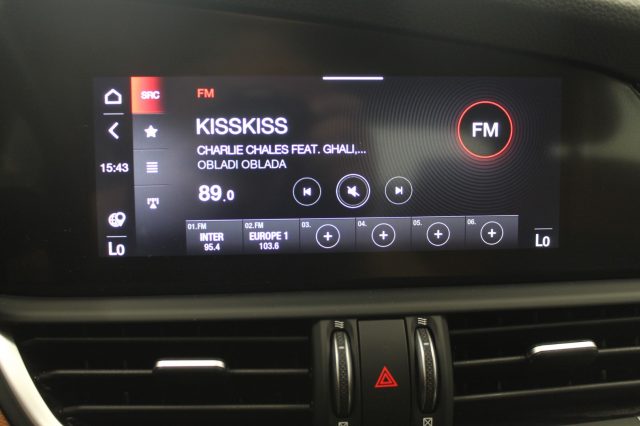 SRC
FM
KISSKISS
CHARLIE CHALES FEAT. GHALI,...
OBLADI OBLADA
FM
15:43
89.0
01.FM
INTER
95.4
02.FM
EUROPE 1
103.6
03.
04.
05.
06.
Lo
Lo